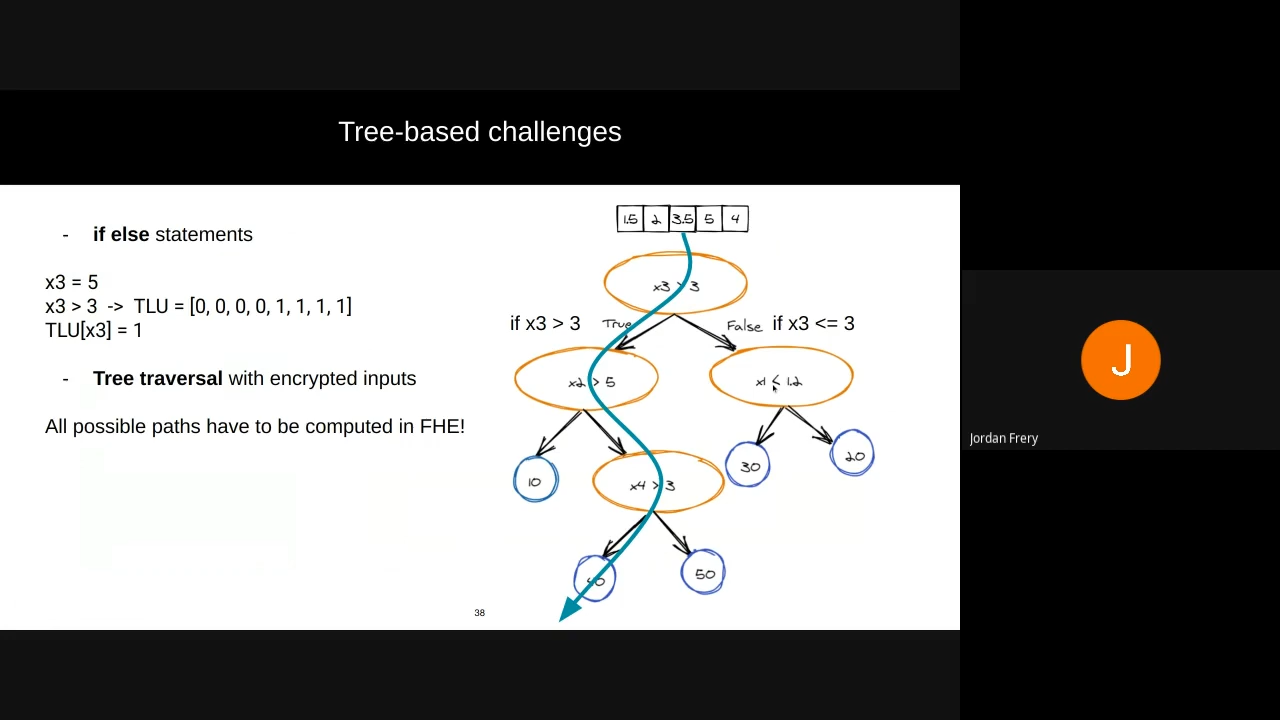 Tree-based challenges
- if else statements
x3 = 5
x3 > 3 -> TLU = [0, 0, 0, 0, 1, 1, 1, 1]
TLU[x3] = 1
- Tree traversal with encrypted inputs
All possible paths have to be computed in FHE!
1.5 2 3.5 5 4
x3 > 3
if x3 > 3 True False if x3 <= 3
x2 > 5 x1 < 1.2
10 x4 > 3 30 20
40 50
38
J
Jordan Frery